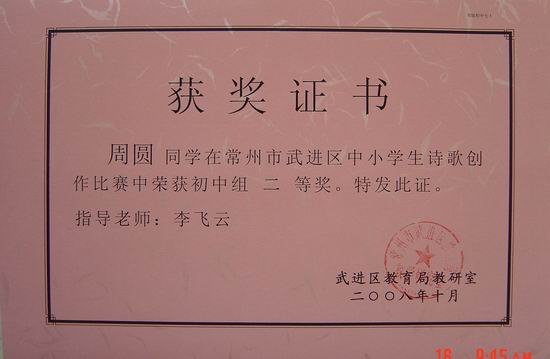 获奖证书
周圆 同学在常州市武进区中小学生诗歌创
作比赛中荣获初中组 二 等奖。特发此证。
指导老师：李飞云
武进区教育局教研室
二〇〇八年十月